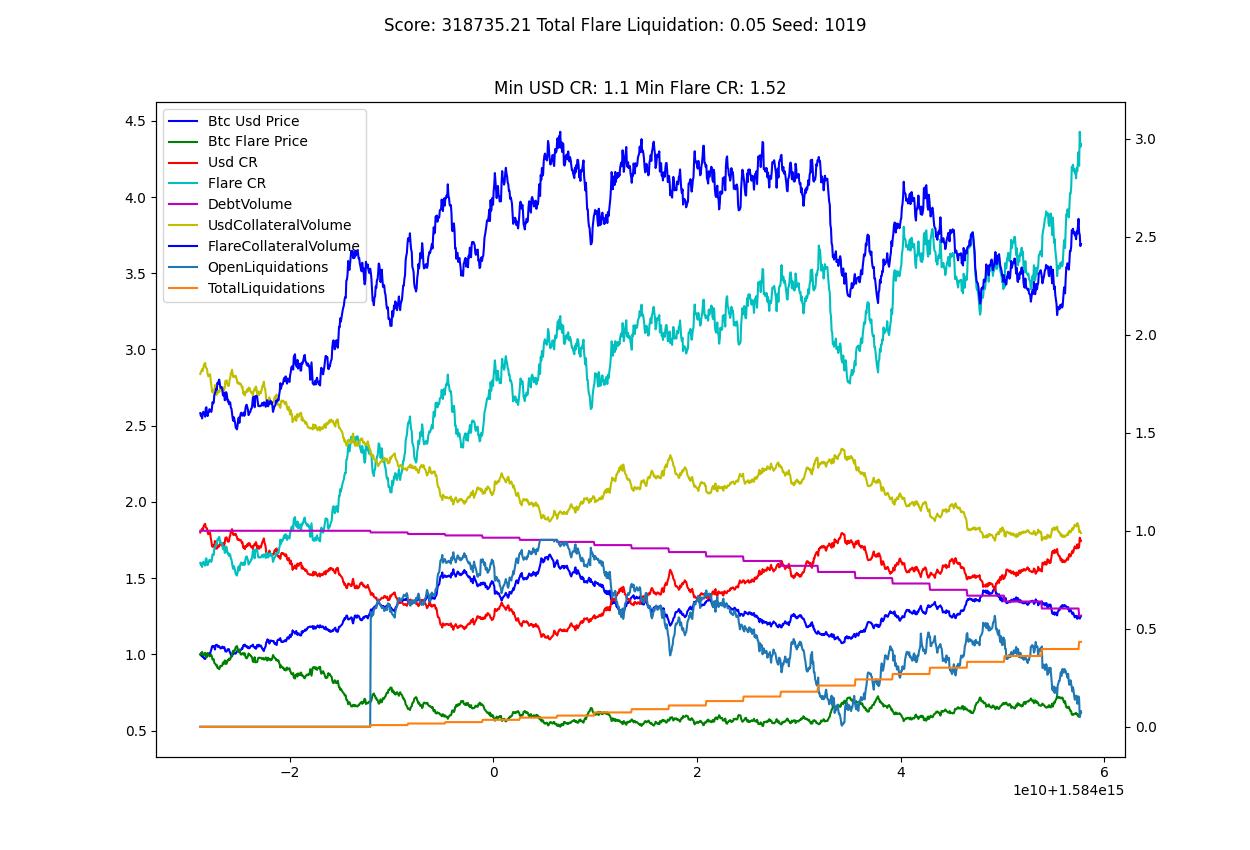 Score: 318735.21 Total Flare Liquidation: 0.05 Seed: 1019
Min USD CR: 1.1 Min Flare CR: 1.52
Btc Usd Price
Btc Flare Price
Usd CR
Flare CR
DebtVolume
UsdCollateralVolume
FlareCollateralVolume
OpenLiquidations
TotalLiquidations
4.5
4.0
3.5
3.0
2.5
2.0
1.5
1.0
0.5
3.0
2.5
2.0
1.5
1.0
0.5
0.0
−2 0 2 4 6
1e10+1.584e15